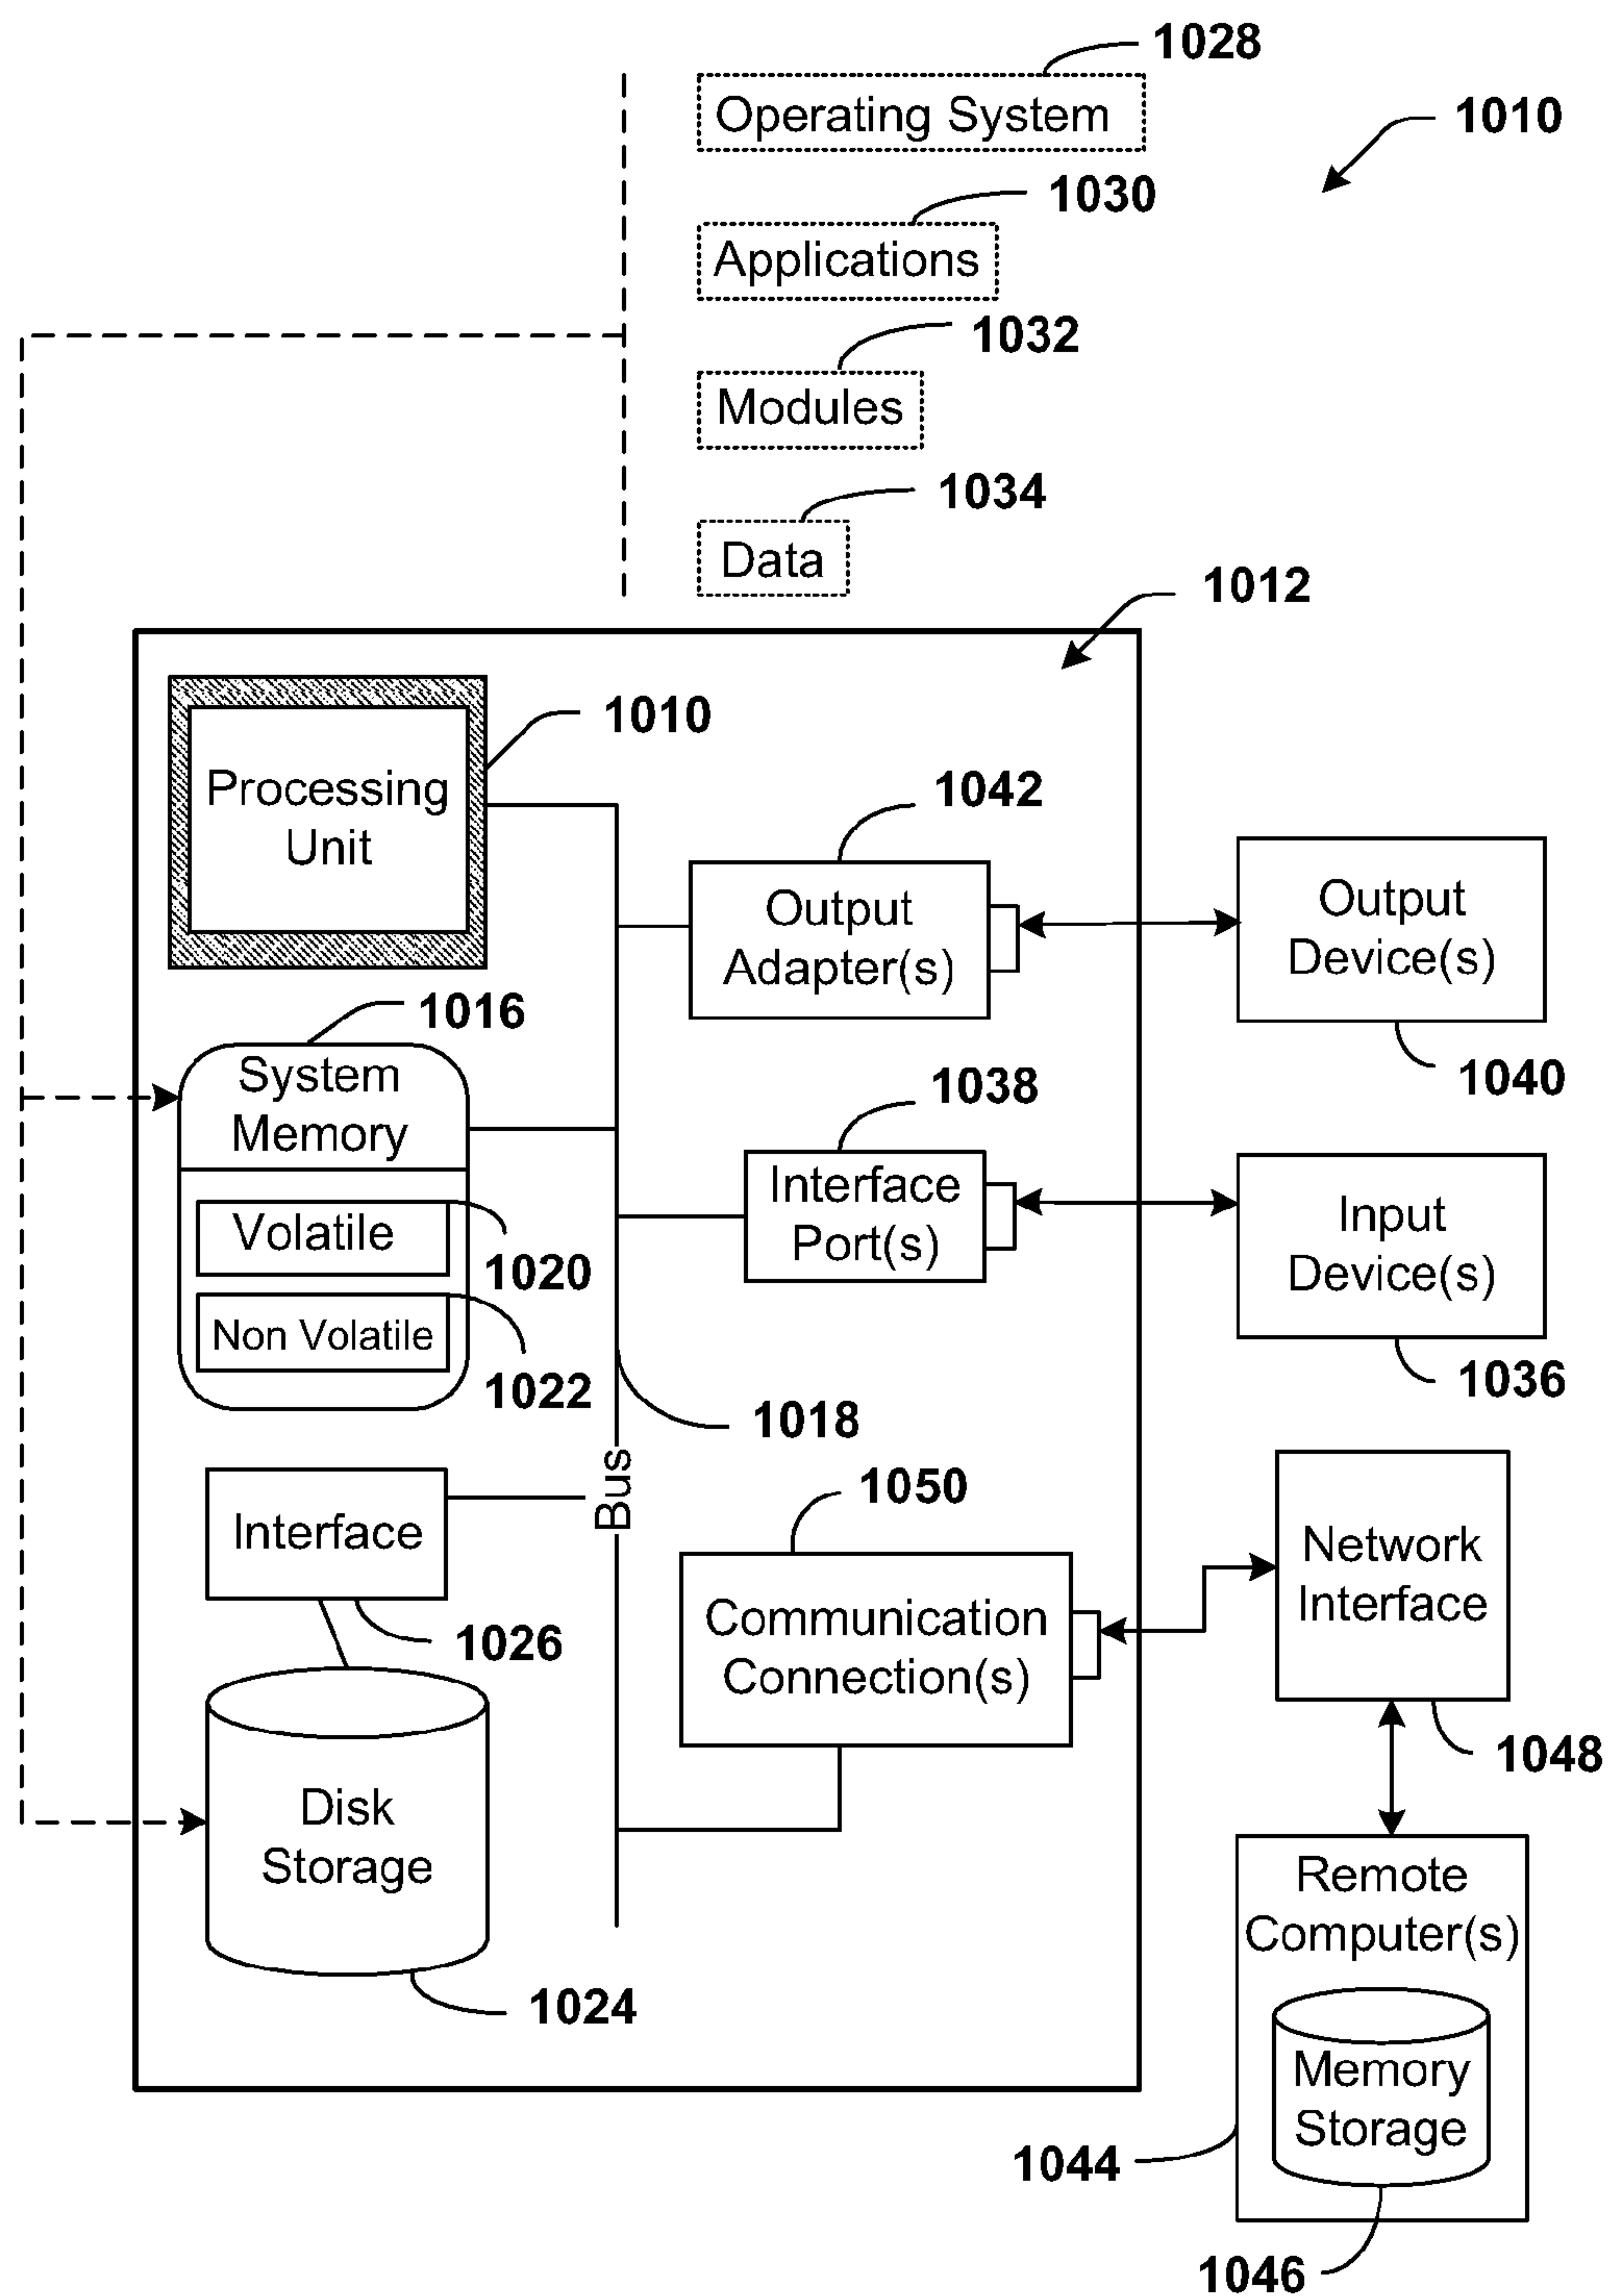 1028
Operating System
1010
1030
Applications
1032
Modules
1034
Data
1012
1010
Processing
Unit
1042
Output
Adapter(s)
Output
Device(s)
1040
1016
System
Memory
Volatile
1020
Non Volatile
1022
1038
Interface
Port(s)
Input
Device(s)
1036
1018
Bus
Interface
1026
1050
Communication
Connection(s)
Network
Interface
1048
Disk
Storage
1024
Remote
Computer(s)
Memory
Storage
1044
1046